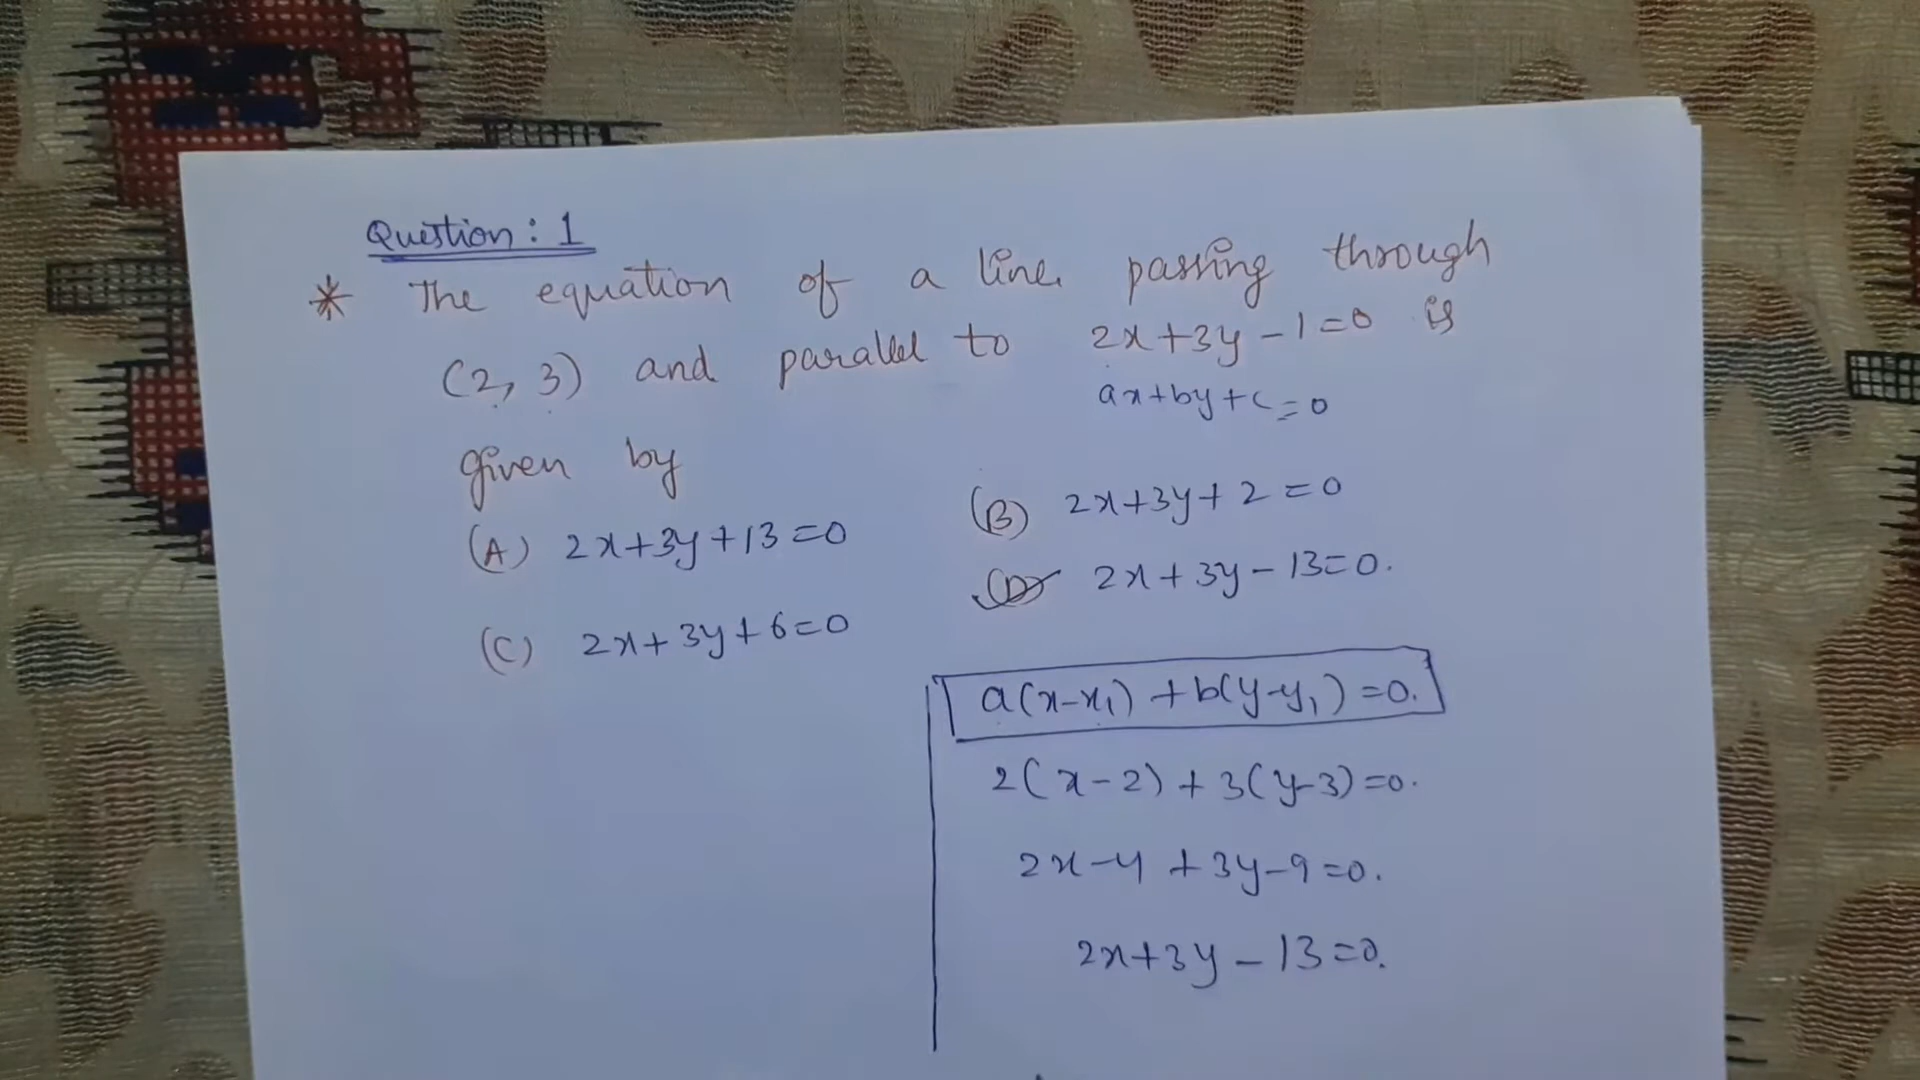 Question: 1
* The equation of a line passing through
(2, 3) and parallel to 2x+3y-1=0 is
ax+by+c=0
given by
(A) 2x+3y+13=0
(B) 2x+3y+2=0
(C) 2x+3y+6=0
(D) 2x+3y-13=0.
a(x-x₁)+b(y-y₁)=0.
2(x-2)+3(y-3)=0.
2x-4+3y-9=0.
2x+3y-13=0.